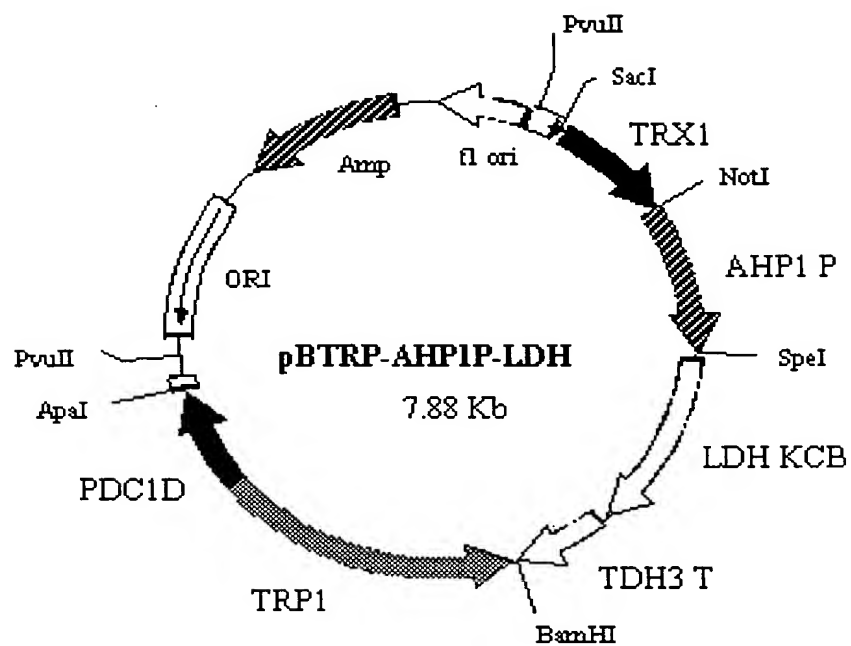 PvuII
SacI
TRX1
NotI
AHP1 P
SpeI
LDH KCB
TDH3 T
BamHI
TRP1
PDC1D
ApaI
PvuII
ORI
Amp
f1 ori
pBTRP-AHP1P-LDH
7.88 Kb